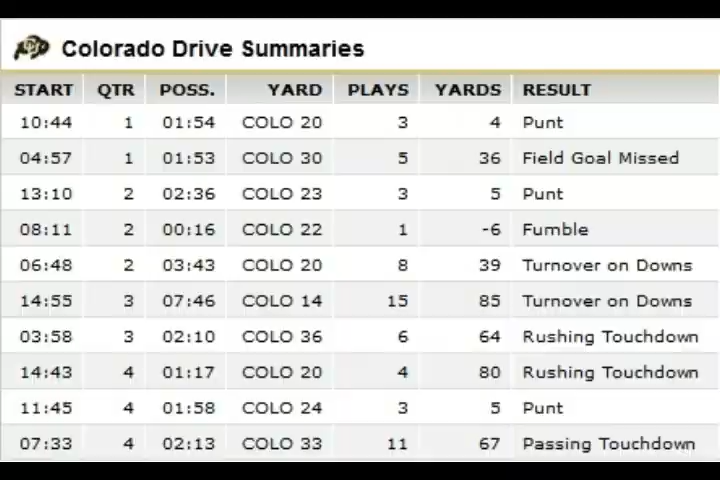 Colorado Drive Summaries
START QTR POSS. YARD PLAYS YARDS RESULT
10:44 1 01:54 COLO 20 3 4 Punt
04:57 1 01:53 COLO 30 5 36 Field Goal Missed
13:10 2 02:36 COLO 23 3 5 Punt
08:11 2 00:16 COLO 22 1 -6 Fumble
06:48 2 03:43 COLO 20 8 39 Turnover on Downs
14:55 3 07:46 COLO 14 15 85 Turnover on Downs
03:58 3 02:10 COLO 36 6 64 Rushing Touchdown
14:43 4 01:17 COLO 20 4 80 Rushing Touchdown
11:45 4 01:58 COLO 24 3 5 Punt
07:33 4 02:13 COLO 33 11 67 Passing Touchdown